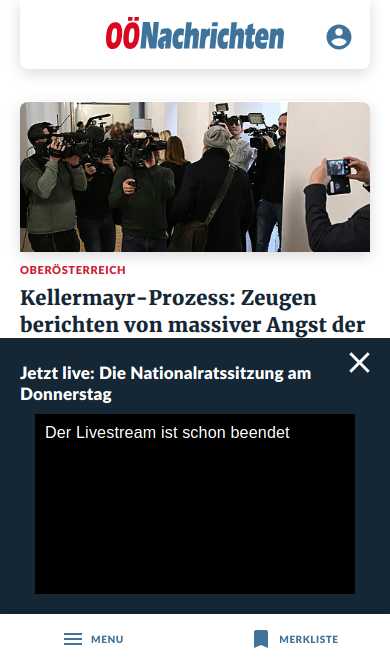 OÖNachrichten
OBERÖSTERREICH
Kellermayr-Prozess: Zeugen
berichten von massiver Angst der
Jetzt live: Die Nationalratssitzung am
Donnerstag
Der Livestream ist schon beendet
MENU
MERKLISTE